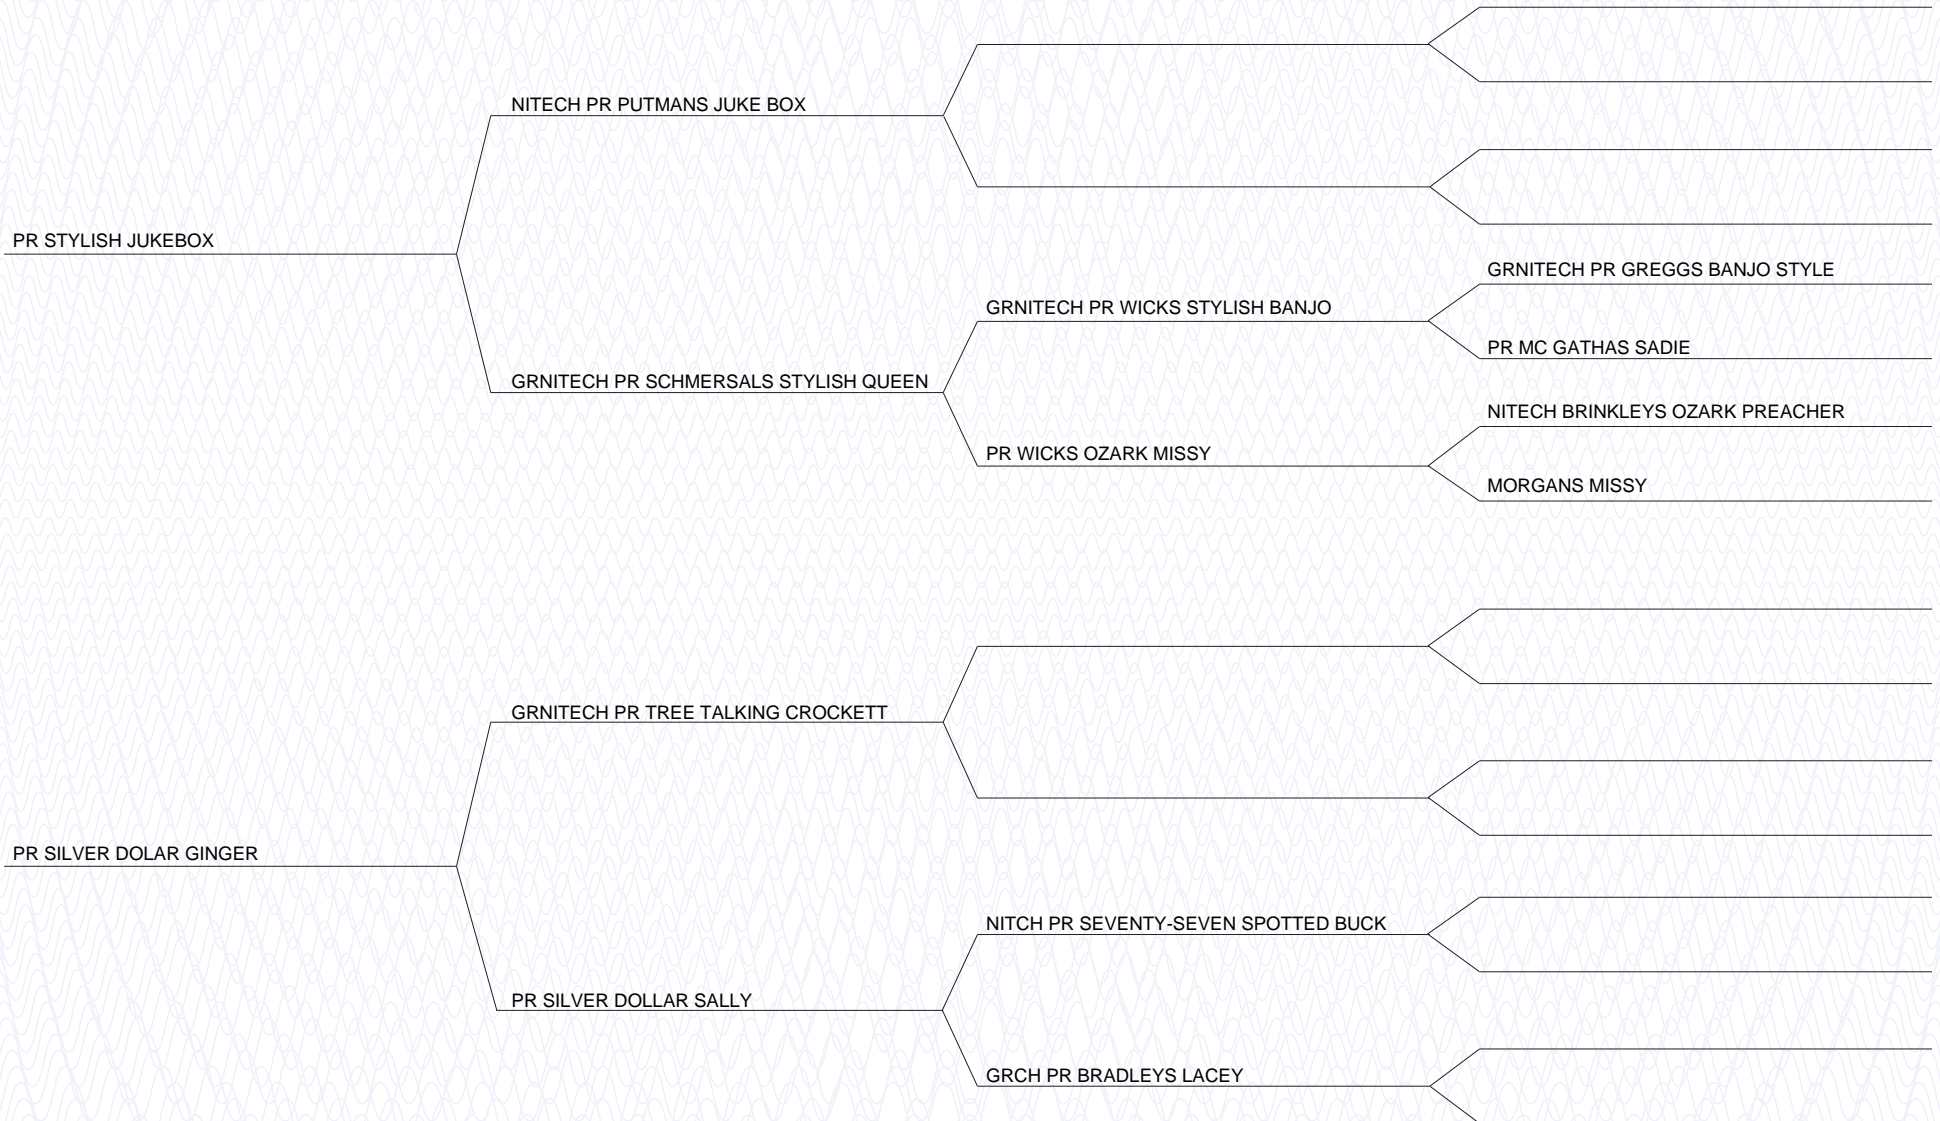 NITECH PR PUTMANS JUKE BOX
PR STYLISH JUKEBOX
GRNITECH PR GREGGS BANJO STYLE
GRNITECH PR WICKS STYLISH BANJO
PR MC GATHAS SADIE
GRNITECH PR SCHMERSALS STYLISH QUEEN
NITECH BRINKLEYS OZARK PREACHER
PR WICKS OZARK MISSY
MORGANS MISSY
GRNITECH PR TREE TALKING CROCKETT
PR SILVER DOLAR GINGER
NITCH PR SEVENTY-SEVEN SPOTTED BUCK
PR SILVER DOLLAR SALLY
GRCH PR BRADLEYS LACEY